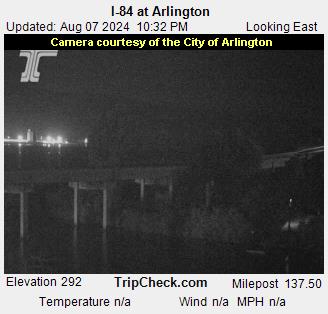 I-84 at Arlington
Updated: Aug 07 2024 10:32 PM Looking East
Camera courtesy of the City of Arlington
Elevation 292 TripCheck.com Milepost 137.50
Temperature n/a Wind n/a MPH n/a